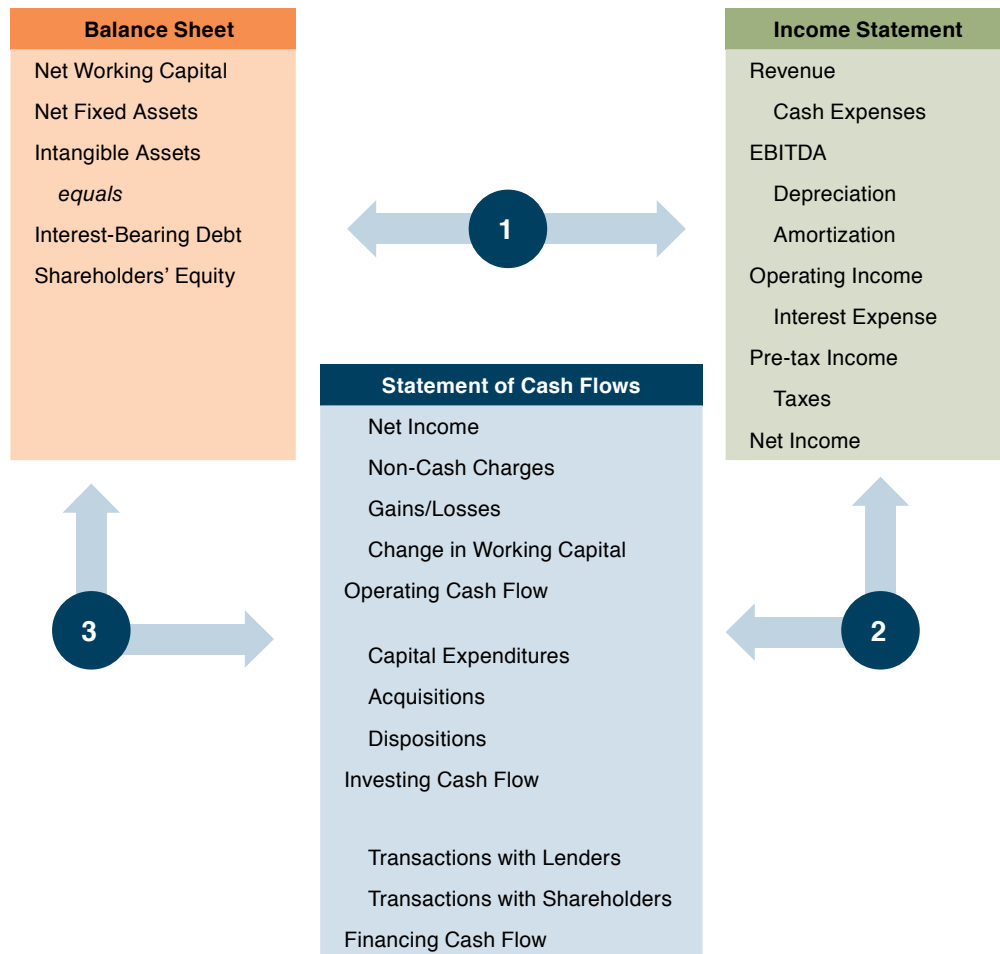 Balance Sheet
Net Working Capital
Net Fixed Assets
Intangible Assets
equals
Interest-Bearing Debt
Shareholders’ Equity
1
Income Statement
Revenue
Cash Expenses
EBITDA
Depreciation
Amortization
Operating Income
Interest Expense
Pre-tax Income
Taxes
Net Income
Statement of Cash Flows
Net Income
Non-Cash Charges
Gains/Losses
Change in Working Capital
Operating Cash Flow
Capital Expenditures
Acquisitions
Dispositions
Investing Cash Flow
Transactions with Lenders
Transactions with Shareholders
Financing Cash Flow
3
2